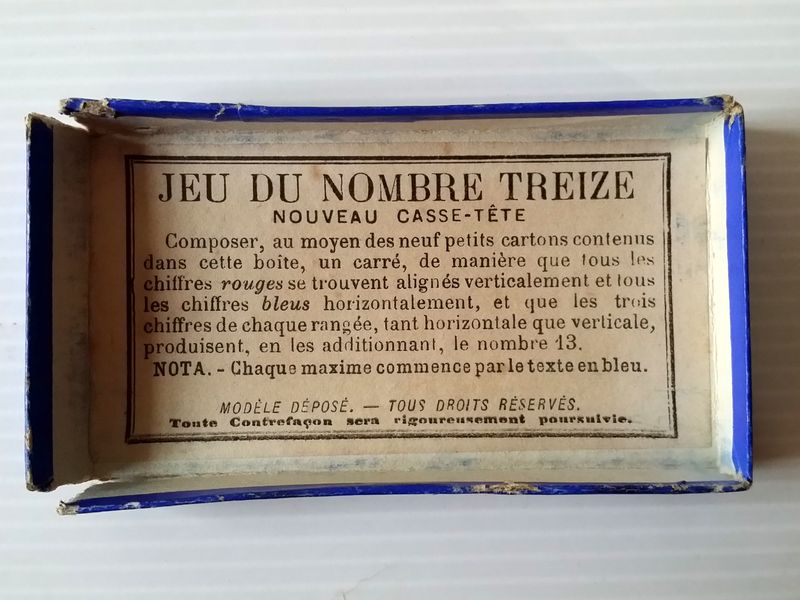 JEU DU NOMBRE TREIZE
NOUVEAU CASSE-TÊTE
Composer, au moyen des neuf petits cartons contenus
dans cette boîte, un carré, de manière que tous les
chiffres rouges se trouvent alignés verticalement et tous
les chiffres bleus horizontalement, et que les trois
chiffres de chaque rangée, tant horizontale que verticale,
produisent, en les additionnant, le nombre 13.
NOTA. - Chaque maxime commence par le texte en bleu.
MODÈLE DÉPOSÉ. — TOUS DROITS RÉSERVÉS.
Toute Contrefaçon sera rigoureusement poursuivie.